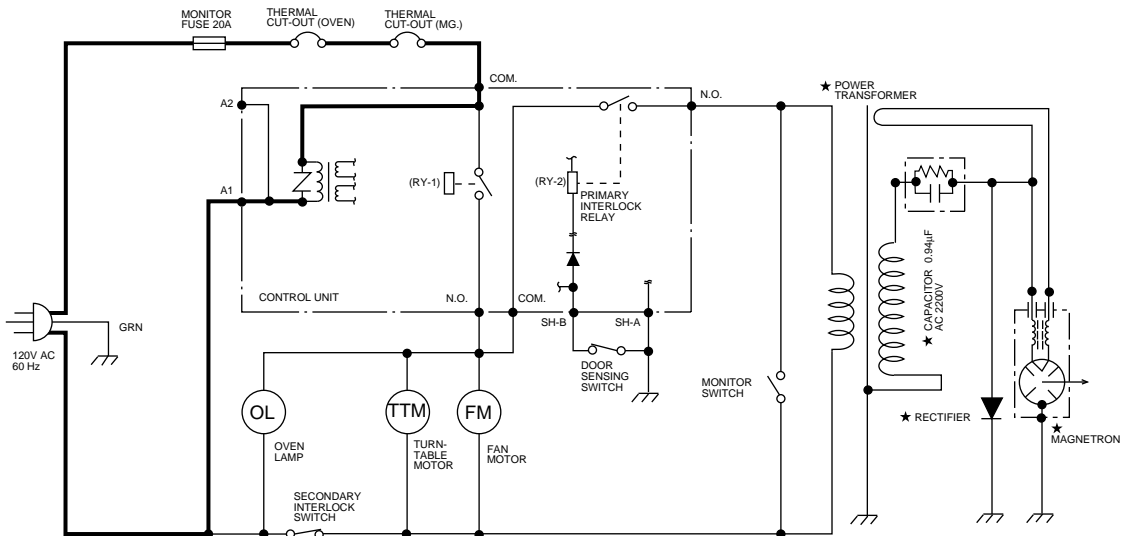 MONITOR
FUSE 20A
THERMAL
CUT-OUT (OVEN)
THERMAL
CUT-OUT (MG.)
COM.
A2
N.O.
★ POWER
TRANSFORMER
A1
(RY-1)
(RY-2)
PRIMARY
INTERLOCK
RELAY
★ CAPACITOR 0.94µF
AC 2200V
CONTROL UNIT
N.O.
COM.
SH-B
SH-A
GRN
120V AC
60 Hz
DOOR
SENSING
SWITCH
MONITOR
SWITCH
OL
TTM
FM
★ RECTIFIER
★
MAGNETRON
OVEN
LAMP
TURN-
TABLE
MOTOR
FAN
MOTOR
SECONDARY
INTERLOCK
SWITCH